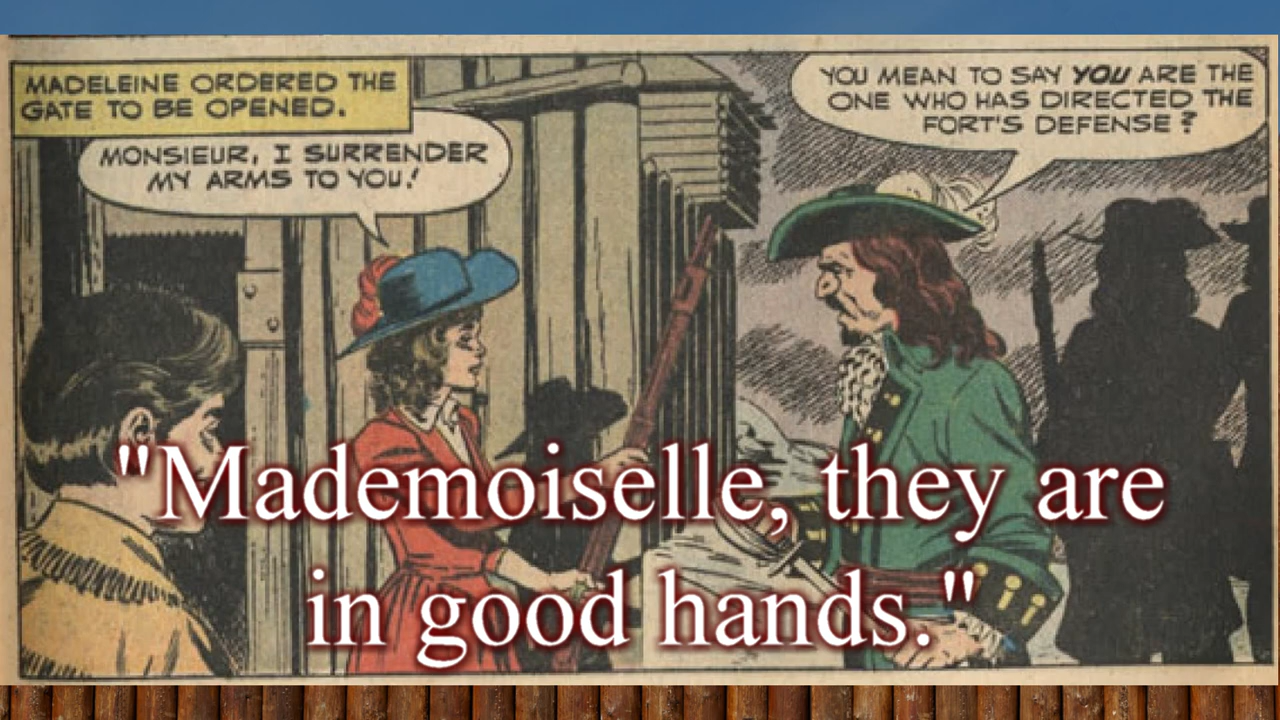 MADELEINE ORDERED THE
GATE TO BE OPENED.
MONSIEUR, I SURRENDER
MY ARMS TO YOU!
YOU MEAN TO SAY YOU ARE THE
ONE WHO HAS DIRECTED THE
FORT'S DEFENSE?
"Mademoiselle, they are
in good hands."